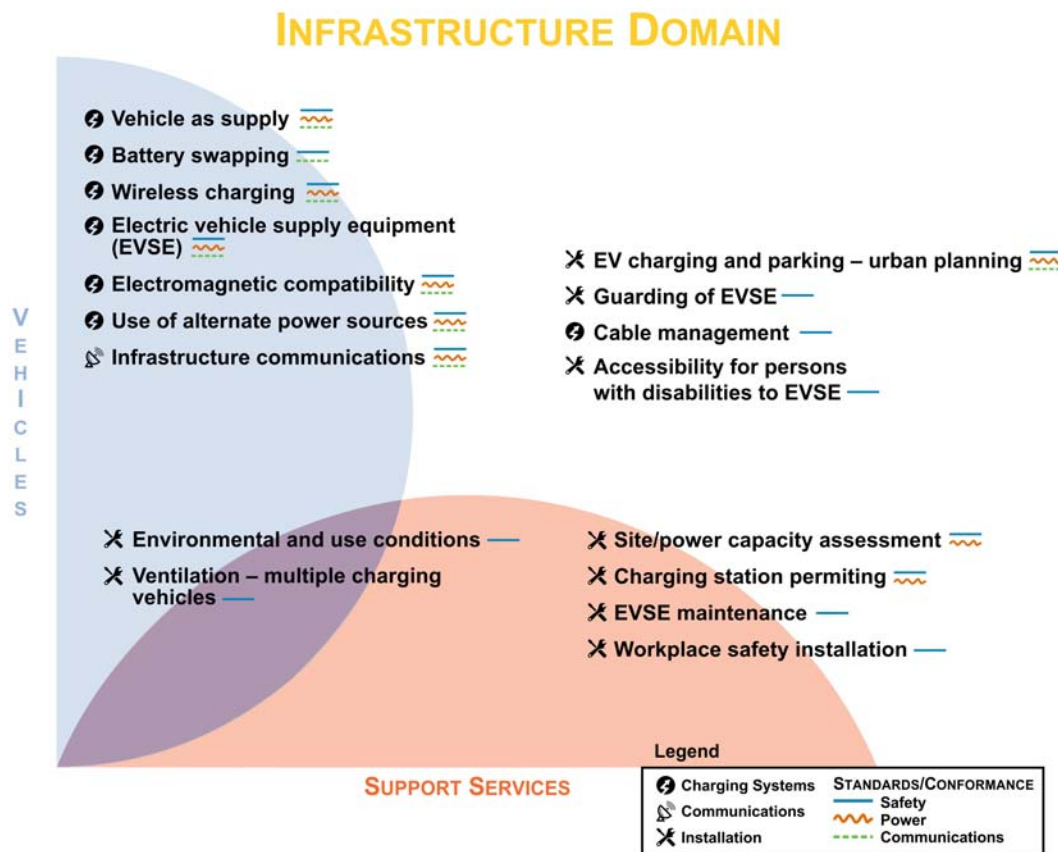 INFRASTRUCTURE DOMAIN
VEHICLES
Vehicle as supply
Battery swapping
Wireless charging
Electric vehicle supply equipment
(EVSE)
Electromagnetic compatibility
Use of alternate power sources
Infrastructure communications
EV charging and parking – urban planning
Guarding of EVSE
Cable management
Accessibility for persons
with disabilities to EVSE
Environmental and use conditions
Ventilation – multiple charging
vehicles
Site/power capacity assessment
Charging station permiting
EVSE maintenance
Workplace safety installation
SUPPORT SERVICES
Legend
Charging Systems
Communications
Installation
STANDARDS/CONFORMANCE
Safety
Power
Communications